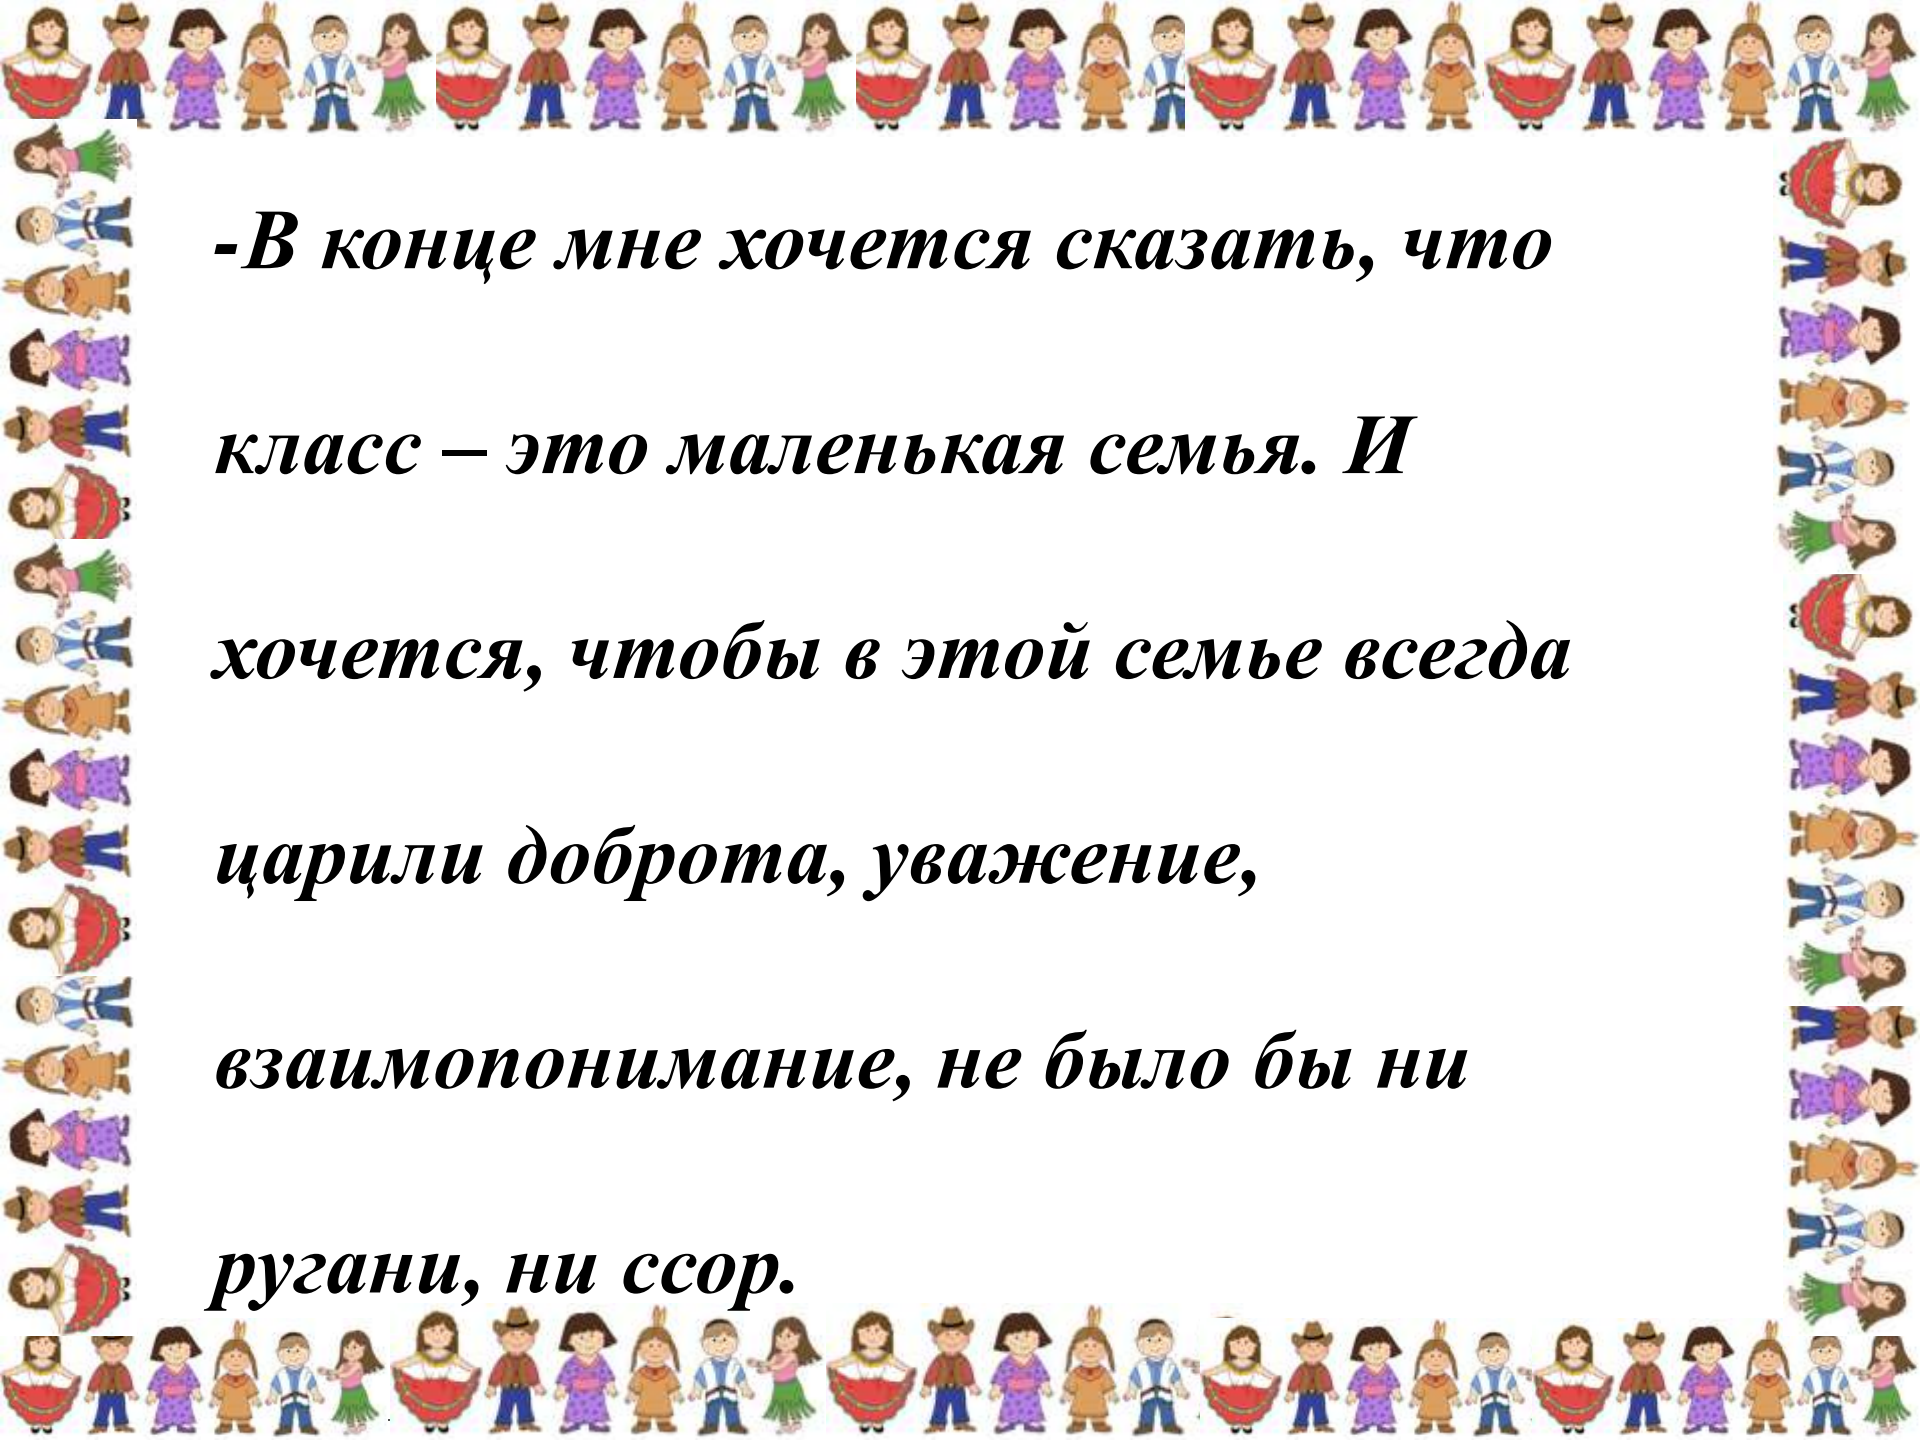 -В конце мне хочется сказать, что
класс – это маленькая семья. И
хочется, чтобы в этой семье всегда
царили доброта, уважение,
взаимопонимание, не было бы ни
ругани, ни ссор.